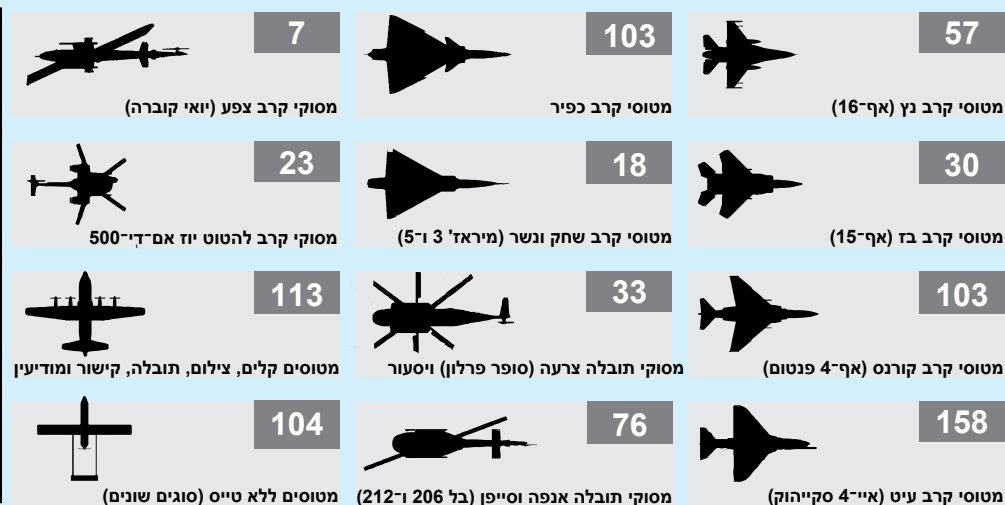 57
מטוסי קרב נץ (אף־16)
103
מטוסי קרב כפיר
7
מסוקי קרב צפע (יואי קוברה)
30
מטוסי קרב בז (אף־15)
18
מטוסי קרב שחק ונשר (מיראז' 3 ו־5)
23
מסוקי קרב להטוט יוז אם־די־500
103
מטוסי קרב קורנס (אף־4 פנטום)
33
מסוקי תובלה צרעה (סופר פרלון) ויסעור
113
מטוסים קלים, צילום, תובלה, קישור ומודיעין
158
מטוסי קרב עיט (איי־4 סקייהוק)
76
מסוקי תובלה אנפה וסייפן (בל 206 ו־212)
104
מטוסים ללא טייס (סוגים שונים)